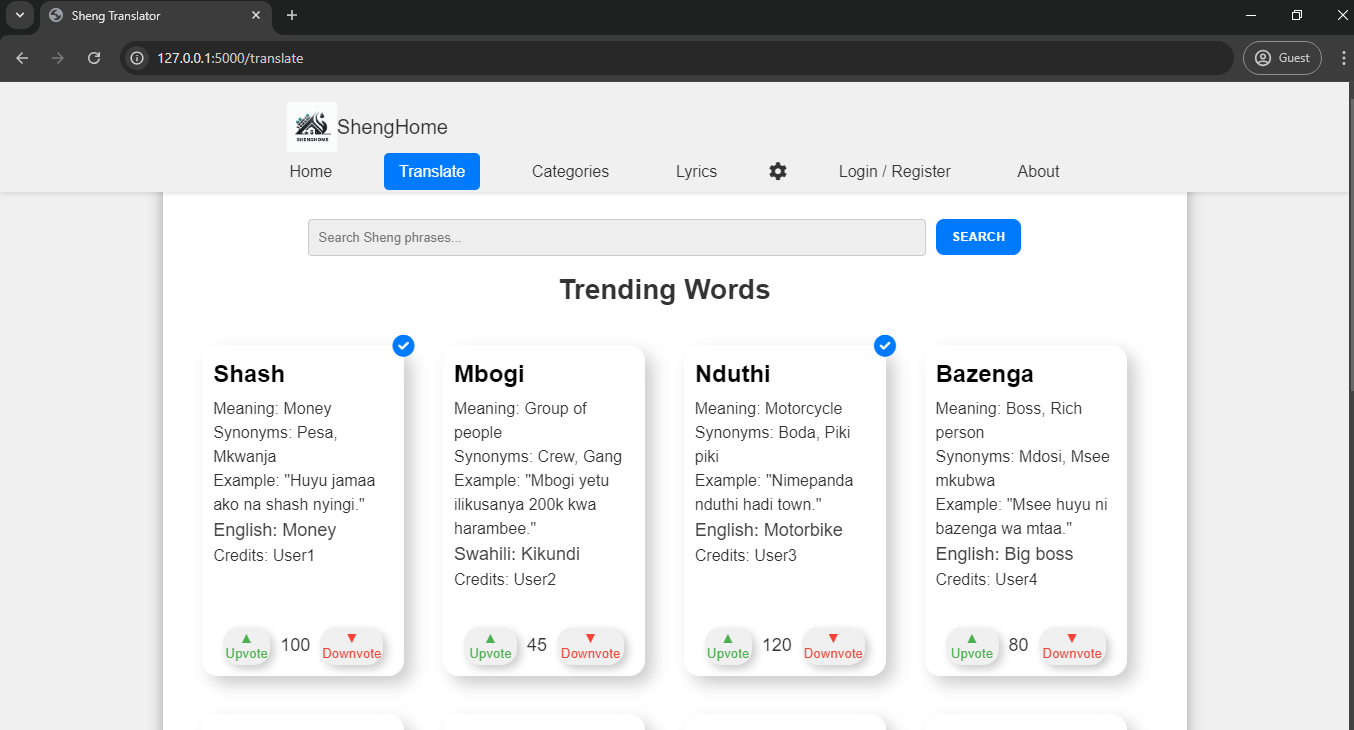 Sheng Translator
127.0.0.1:5000/translate
Guest
SHENGHOME
ShengHome
Home
Translate
Categories
Lyrics
Login / Register
About
Search Sheng phrases...
SEARCH
Trending Words
Shash
Meaning: Money
Synonyms: Pesa,
Mkwanja
Example: "Huyu jamaa
ako na shash nyingi."
English: Money
Credits: User1
▲
Upvote
100
▼
Downvote
Mbogi
Meaning: Group of
people
Synonyms: Crew, Gang
Example: "Mbogi yetu
ilikusanya 200k kwa
harambee."
Swahili: Kikundi
Credits: User2
▲
Upvote
45
▼
Downvote
Nduthi
Meaning: Motorcycle
Synonyms: Boda, Piki
piki
Example: "Nimepanda
nduthi hadi town."
English: Motorbike
Credits: User3
▲
Upvote
120
▼
Downvote
Bazenga
Meaning: Boss, Rich
person
Synonyms: Mdosi, Msee
mkubwa
Example: "Msee huyu ni
bazenga wa mtaa."
English: Big boss
Credits: User4
▲
Upvote
80
▼
Downvote